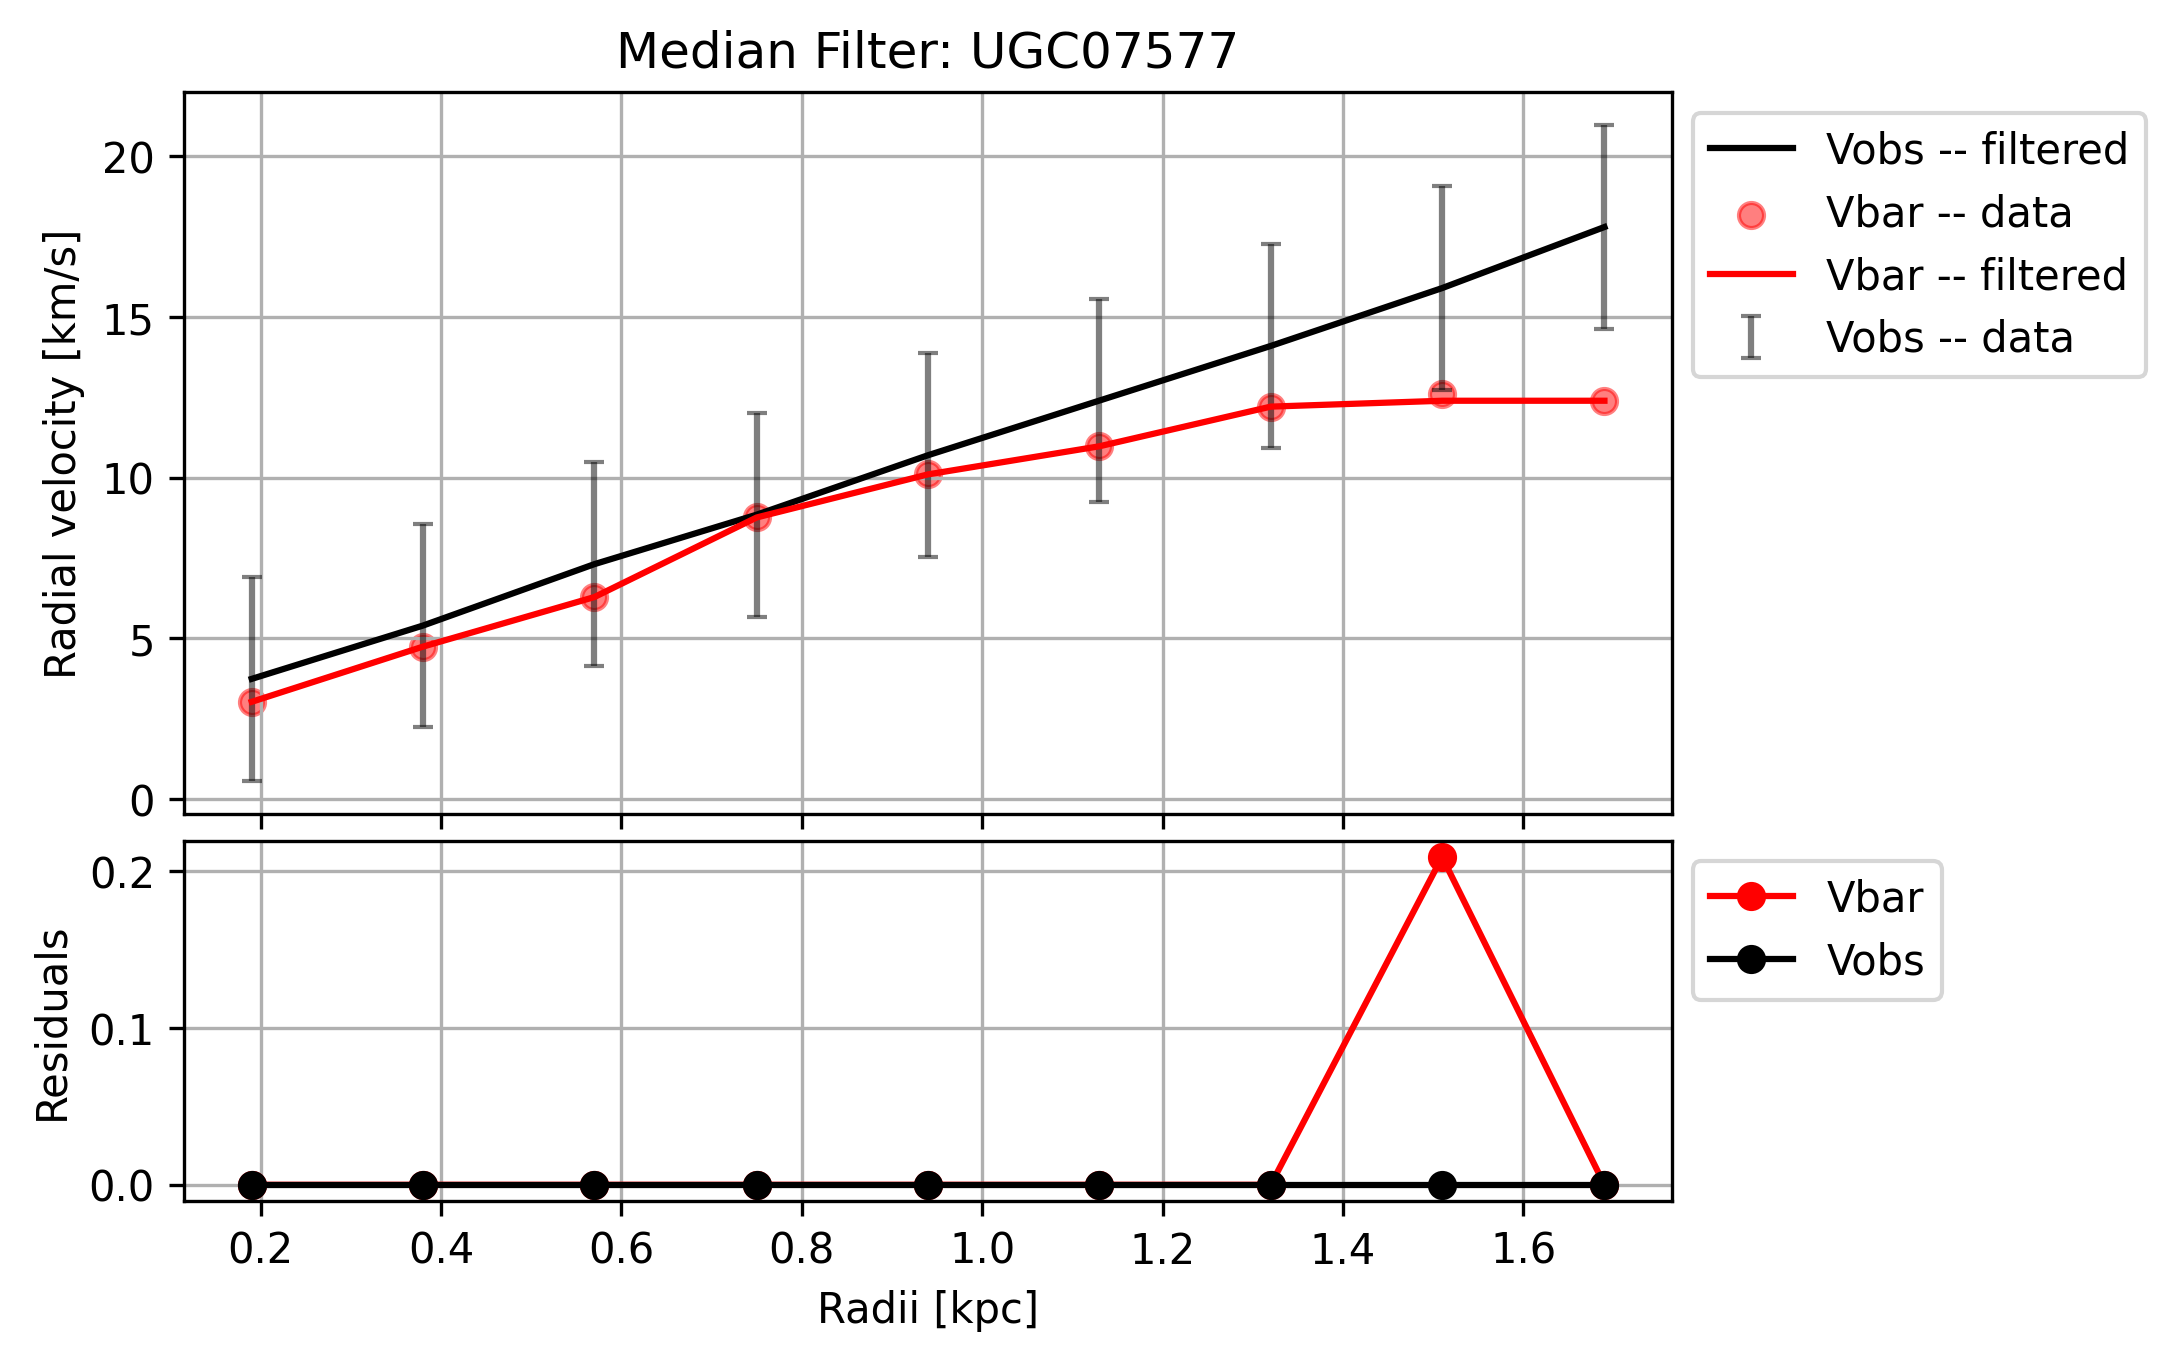 Median Filter: UGC07577
Radial velocity [km/s]
20
15
10
5
0
Vobs -- filtered
Vbar -- data
Vbar -- filtered
Vobs -- data
Residuals
0.2
0.1
0.0
Vbar
Vobs
0.2 0.4 0.6 0.8 1.0 1.2 1.4 1.6
Radii [kpc]